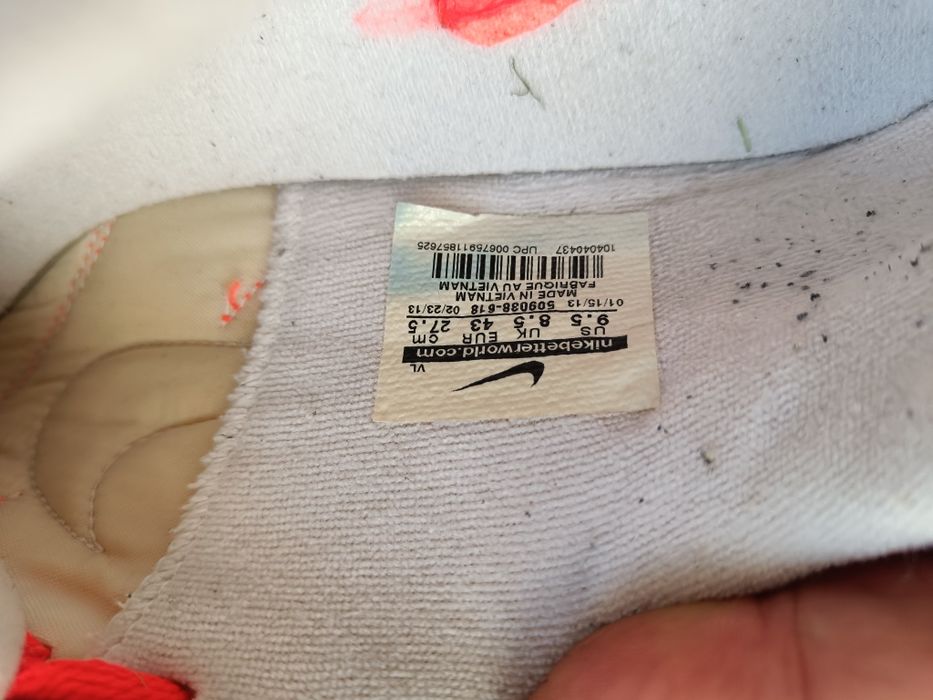 VL
nikebetterworld.com
US UK EUR cm
9.5 8.5 43 27.5
01/15/13 509038-618 02/23/13
MADE IN VIETNAM
FABRIQUE AU VIETNAM
104040437 UPC 00675911857625